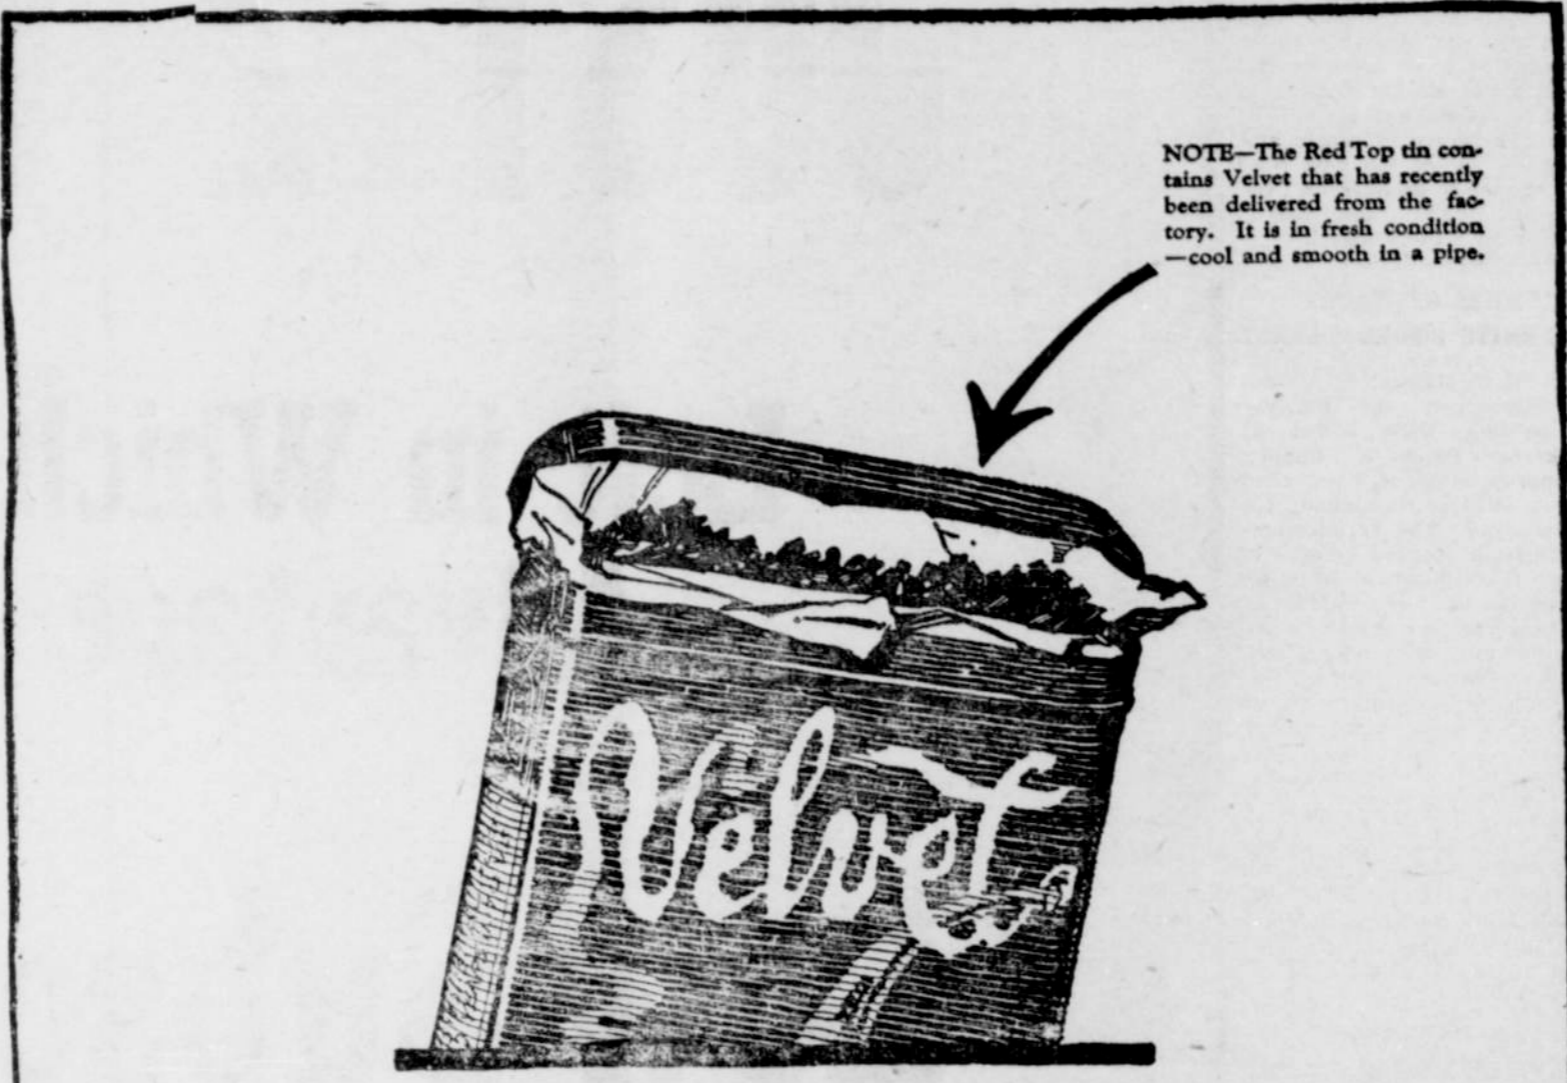 NOTE—The Red Top tin con-
tains Velvet that has recently
been delivered from the fac-
tory. It is in fresh condition
—cool and smooth in a pipe.
Velvet